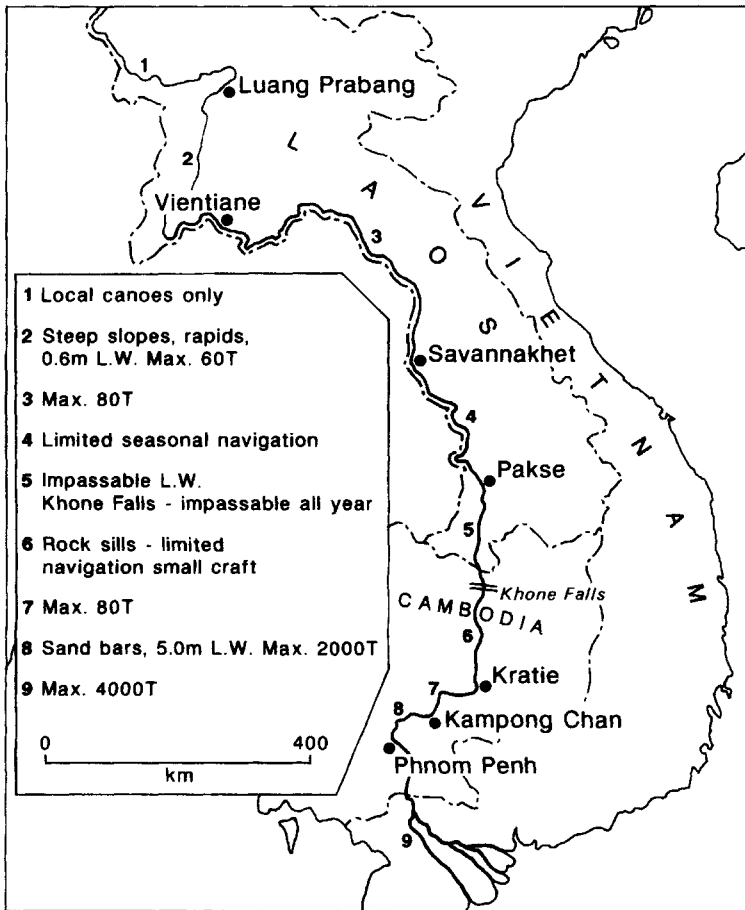 1
Luang Prabang
2
LAOS
Vientiane
VIETNAM
3
Savannakhet
4
Pakse
5
Khone Falls
CAMBODIA
6
Kratie
7
8
Kampong Chan
Phnom Penh
9
1 Local canoes only
2 Steep slopes, rapids,
0.6m L.W. Max. 60T
3 Max. 80T
4 Limited seasonal navigation
5 Impassable L.W.
Khone Falls - impassable all year
6 Rock sills - limited
navigation small craft
7 Max. 80T
8 Sand bars, 5.0m L.W. Max. 2000T
9 Max. 4000T
0 400
km